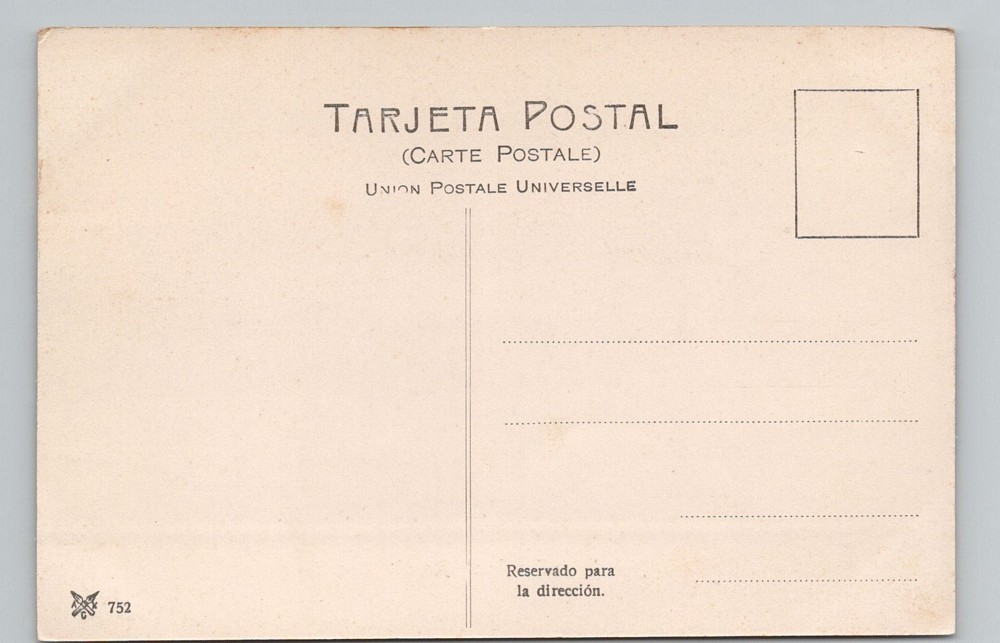 TARJETA POSTAL
(CARTE POSTALE)
UNION POSTALE UNIVERSELLE
Reservado para
la dirección.
752